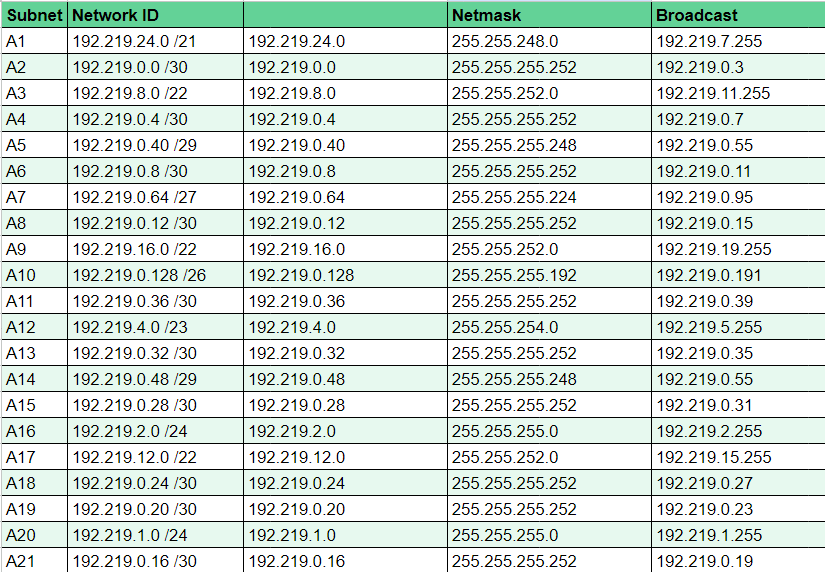 Subnet Network ID Netmask Broadcast
A1 192.219.24.0 /21 192.219.24.0 255.255.248.0 192.219.7.255
A2 192.219.0.0 /30 192.219.0.0 255.255.255.252 192.219.0.3
A3 192.219.8.0 /22 192.219.8.0 255.255.252.0 192.219.11.255
A4 192.219.0.4 /30 192.219.0.4 255.255.255.252 192.219.0.7
A5 192.219.0.40 /29 192.219.0.40 255.255.255.248 192.219.0.55
A6 192.219.0.8 /30 192.219.0.8 255.255.255.252 192.219.0.11
A7 192.219.0.64 /27 192.219.0.64 255.255.255.224 192.219.0.95
A8 192.219.0.12 /30 192.219.0.12 255.255.255.252 192.219.0.15
A9 192.219.16.0 /22 192.219.16.0 255.255.252.0 192.219.19.255
A10 192.219.0.128 /26 192.219.0.128 255.255.255.192 192.219.0.191
A11 192.219.0.36 /30 192.219.0.36 255.255.255.252 192.219.0.39
A12 192.219.4.0 /23 192.219.4.0 255.255.254.0 192.219.5.255
A13 192.219.0.32 /30 192.219.0.32 255.255.255.252 192.219.0.35
A14 192.219.0.48 /29 192.219.0.48 255.255.255.248 192.219.0.55
A15 192.219.0.28 /30 192.219.0.28 255.255.255.252 192.219.0.31
A16 192.219.2.0 /24 192.219.2.0 255.255.255.0 192.219.2.255
A17 192.219.12.0 /22 192.219.12.0 255.255.252.0 192.219.15.255
A18 192.219.0.24 /30 192.219.0.24 255.255.255.252 192.219.0.27
A19 192.219.0.20 /30 192.219.0.20 255.255.255.252 192.219.0.23
A20 192.219.1.0 /24 192.219.1.0 255.255.255.0 192.219.1.255
A21 192.219.0.16 /30 192.219.0.16 255.255.255.252 192.219.0.19